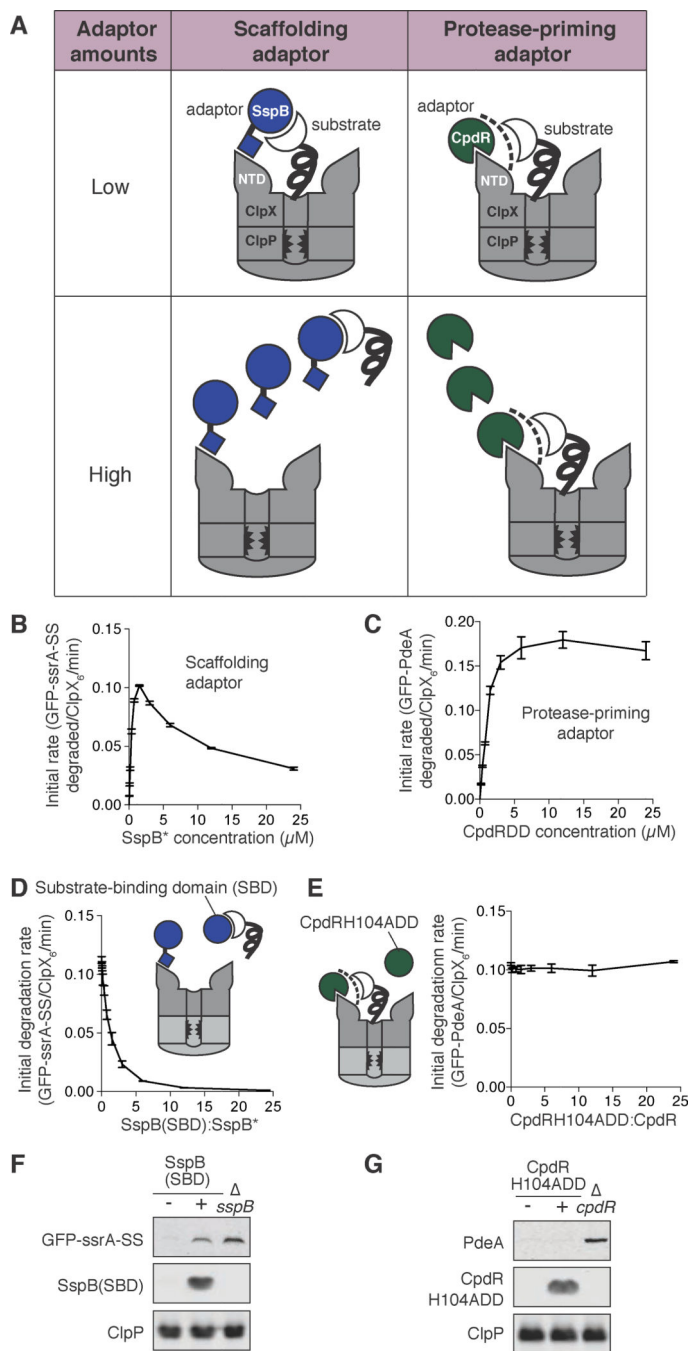 A
Adaptor amounts
Scaffolding adaptor
Protease-priming adaptor
Low
adaptor
SspB
substrate
NTD
ClpX
ClpP
adaptor
CpdR
substrate
NTD
ClpX
ClpP
High
B
Initial rate (GFP-ssrA-SS
degraded/ClpX6/min)
0.15
0.10
0.05
0.00
Scaffolding
adaptor
0 5 10 15 20 25
SspB* concentration (µM)
C
Initial rate (GFP-PdeA
degraded/ClpX6/min)
0.20
0.15
0.10
0.05
0.00
Protease-priming
adaptor
0 5 10 15 20 25
CpdRDD concentration (µM)
D
Substrate-binding domain (SBD)
Initial degradation rate
(GFP-ssrA-SS/ClpX6/min)
0.15
0.10
0.05
0.00
0 5 10 15 20 25
SspB(SBD):SspB*
E
CpdRH104ADD
Initial degradationn rate
(GFP-PdeA/ClpX6/min)
0.15
0.10
0.05
0.00
0 5 10 15 20 25
CpdRH104ADD:CpdR
F
SspB
(SBD)
- + Δ sspB
GFP-ssrA-SS
SspB(SBD)
ClpP
G
CpdR
H104ADD
- + Δ cpdR
PdeA
CpdR
H104ADD
ClpP